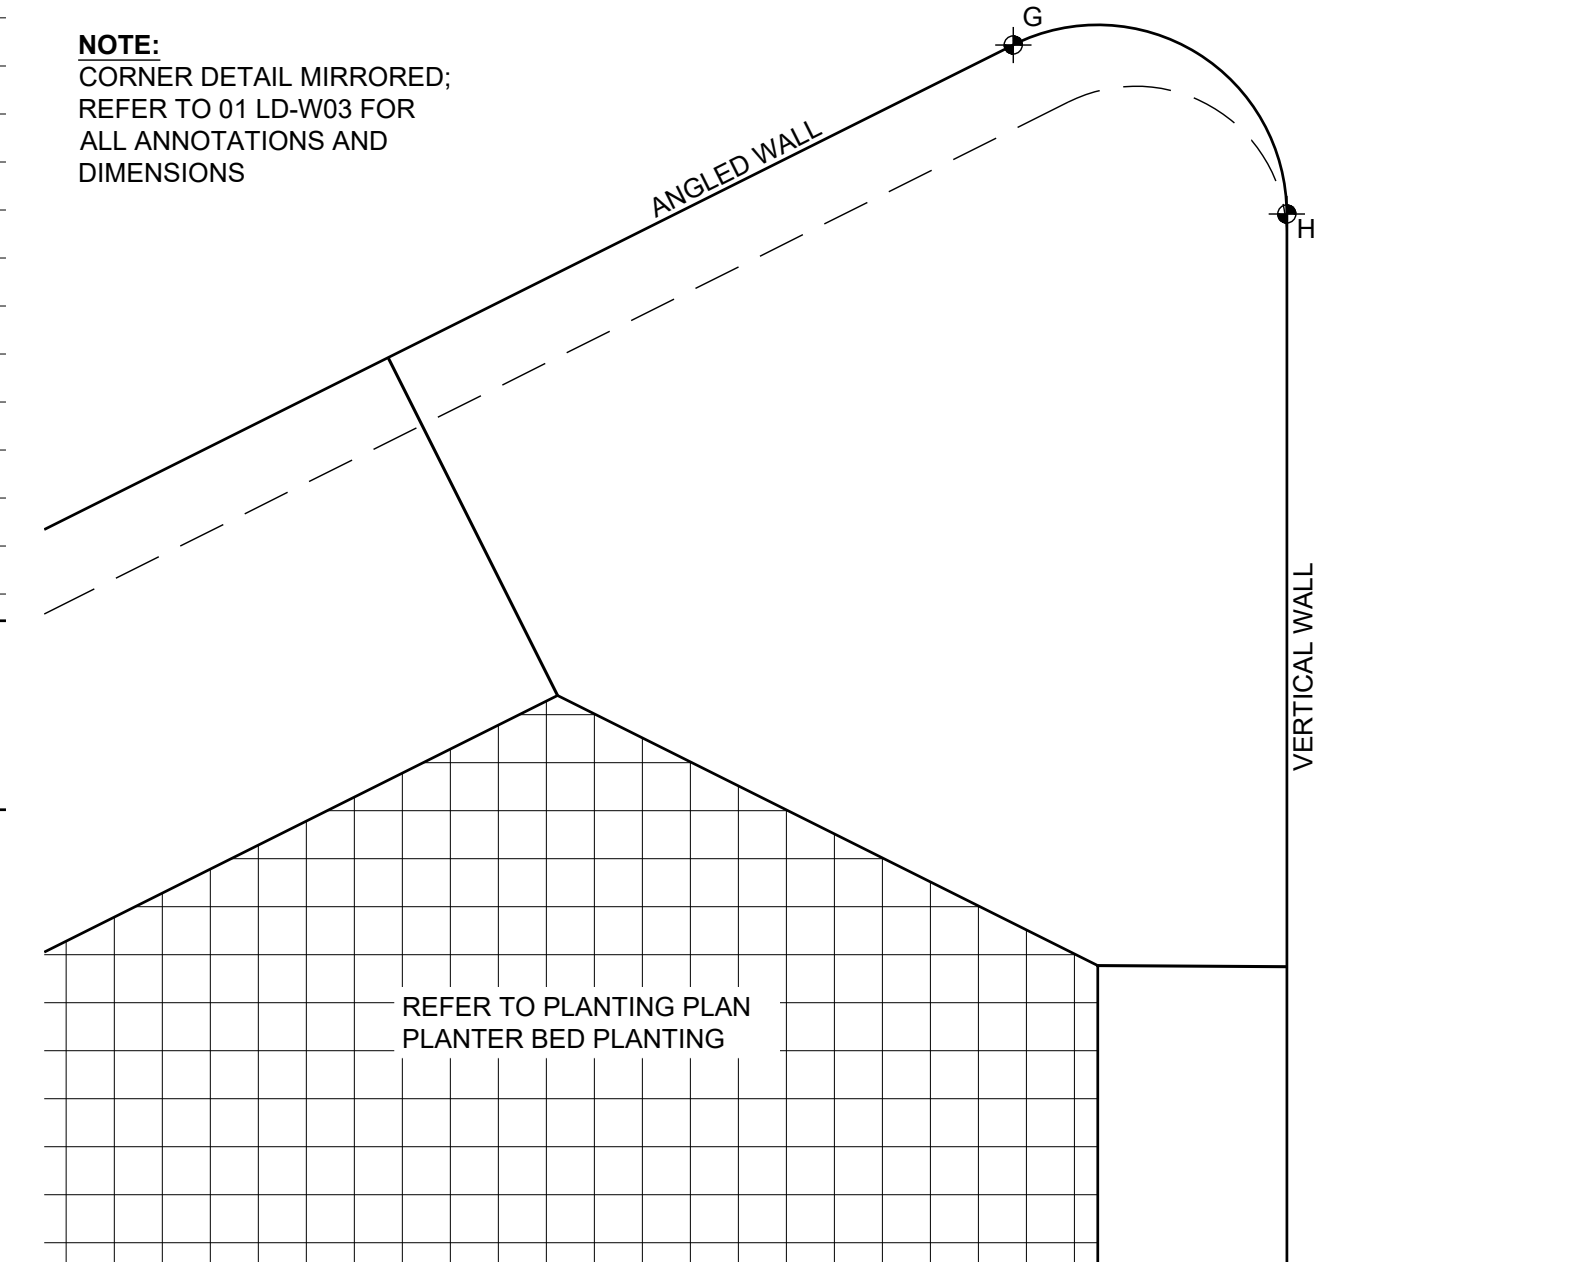 G
NOTE:
CORNER DETAIL MIRRORED;
REFER TO 01 LD-W03 FOR
ALL ANNOTATIONS AND
DIMENSIONS
ANGLED WALL
H
VERTICAL WALL
REFER TO PLANTING PLAN
PLANTER BED PLANTING